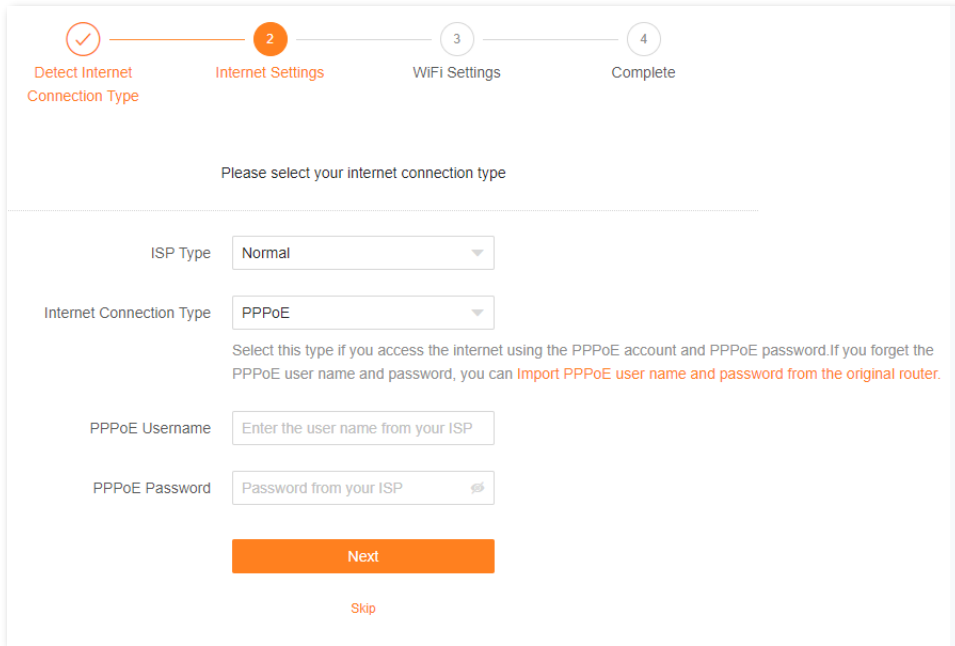 2
3
4
Detect Internet
Connection Type
Internet Settings
WiFi Settings
Complete
Please select your internet connection type
ISP Type
Normal
Internet Connection Type
PPPoE
Select this type if you access the internet using the PPPoE account and PPPoE password.If you forget the
PPPoE user name and password, you can Import PPPoE user name and password from the original router.
PPPoE Username
Enter the user name from your ISP
PPPoE Password
Password from your ISP
Next
Skip